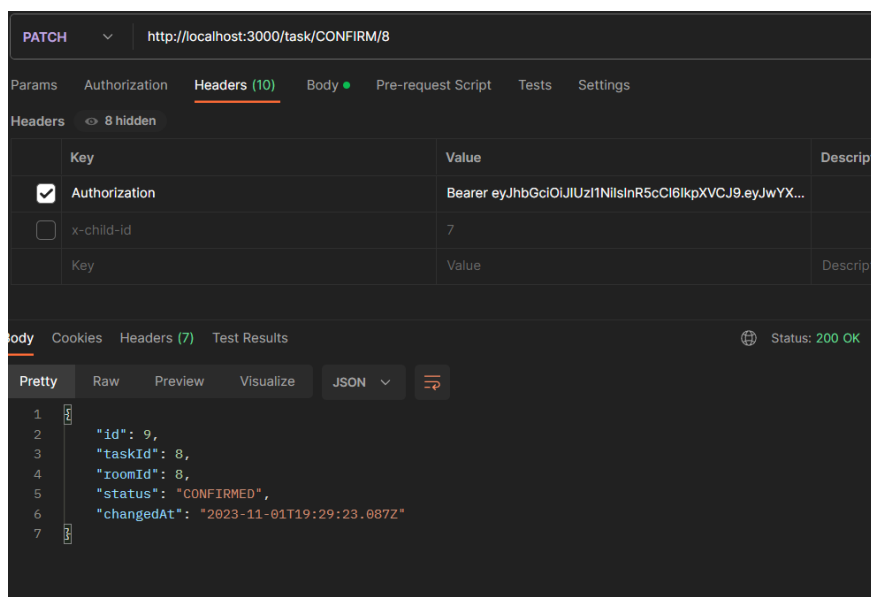 PATCH http://localhost:3000/task/CONFIRM/8
Params Authorization Headers (10) Body Pre-request Script Tests Settings
Headers 8 hidden
Key Value Descrip
Authorization Bearer eyJhbGciOiJIUzI1NiIsInR5cCI6IkpXVCJ9.eyJwYX...
x-child-id 7
Key Value Descript
Body Cookies Headers (7) Test Results Status: 200 OK
Pretty Raw Preview Visualize JSON
1 {
2 "id": 9,
3 "taskId": 8,
4 "roomId": 8,
5 "status": "CONFIRMED",
6 "changedAt": "2023-11-01T19:29:23.087Z"
7 }